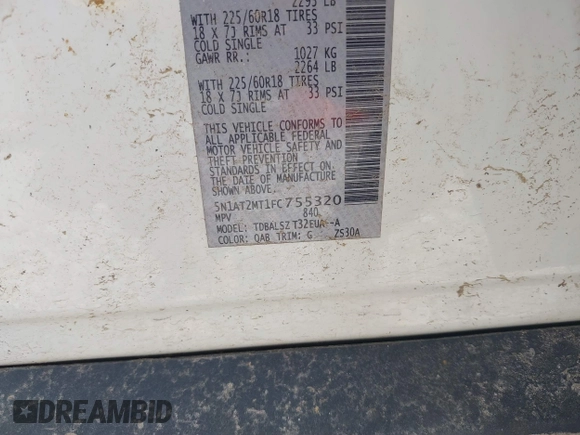 2293 LB
WITH 225/60R18 TIRES
18 X 7J RIMS AT 33 PSI
COLD SINGLE
GAWR RR.: 1027 KG
2264 LB
WITH 225/60R18 TIRES
18 X 7J RIMS AT 33 PSI
COLD SINGLE
THIS VEHICLE CONFORMS TO
ALL APPLICABLE FEDERAL
MOTOR VEHICLE SAFETY AND
THEFT PREVENTION
STANDARDS IN EFFECT ON
THE DATE OF MANUFACTURE
SHOWN ABOVE.
5N1AT2MT1FC755320
MPV 840
MODEL: TDBALSZ T32EUA--A
COLOR: QAB TRIM: G ZS30A
DREAMBID